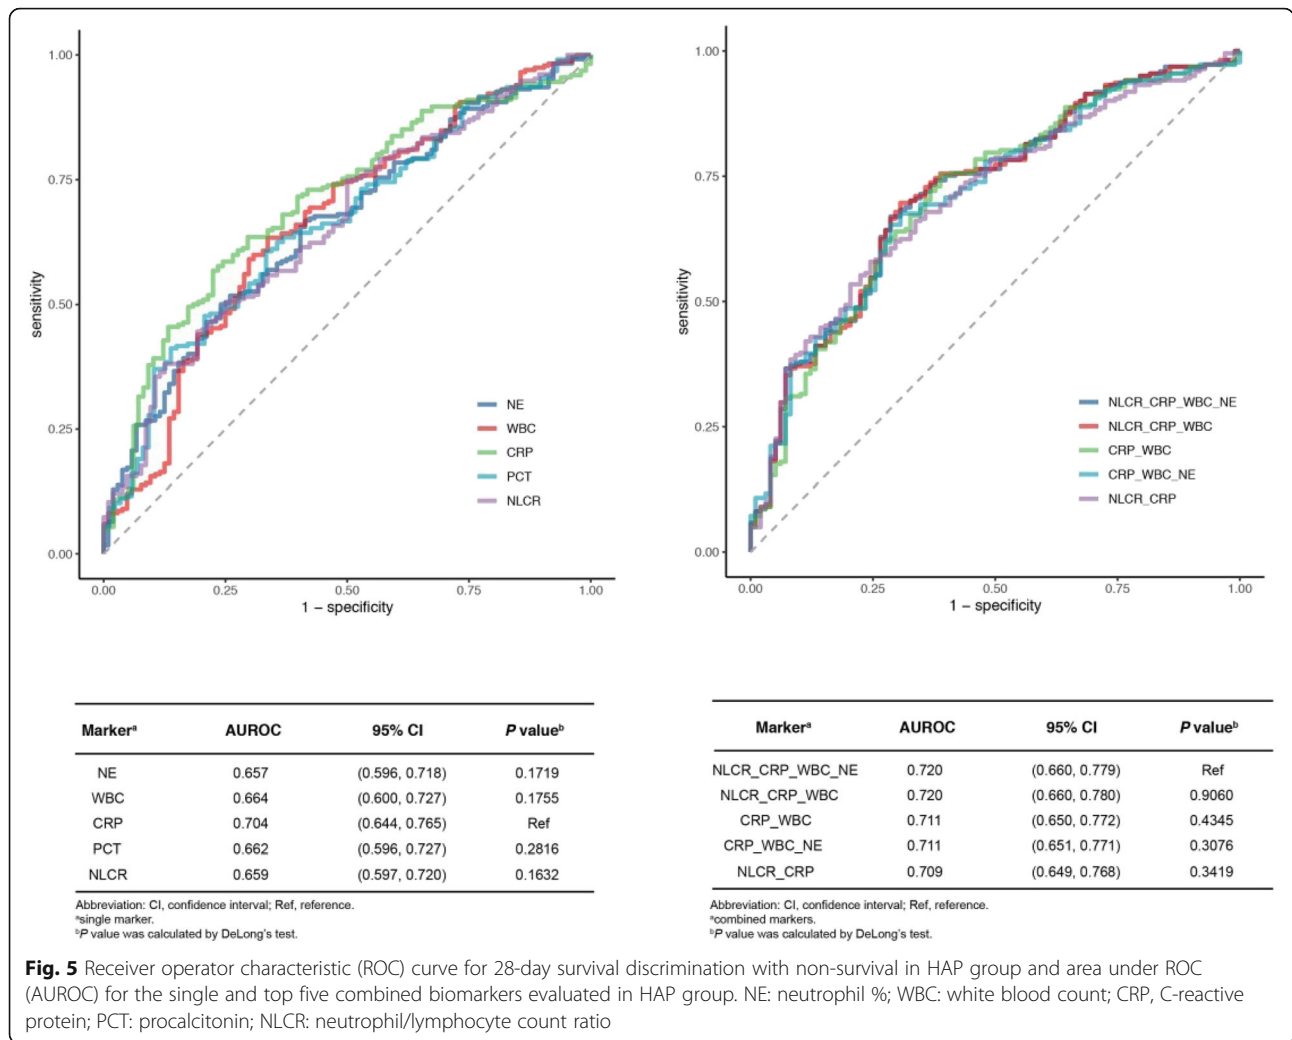 1.00
0.75
0.50
0.25
0.00
sensitivity
0.00 0.25 0.50 0.75 1.00
1 − specificity
NE
WBC
CRP
PCT
NLCR
1.00
0.75
0.50
0.25
0.00
sensitivity
0.00 0.25 0.50 0.75 1.00
1 − specificity
NLCR_CRP_WBC_NE
NLCR_CRP_WBC
CRP_WBC
CRP_WBC_NE
NLCR_CRP
Markerᵃ AUROC 95% CI P valueᵇ
NE 0.657 (0.596, 0.718) 0.1719
WBC 0.664 (0.600, 0.727) 0.1755
CRP 0.704 (0.644, 0.765) Ref
PCT 0.662 (0.596, 0.727) 0.2816
NLCR 0.659 (0.597, 0.720) 0.1632
Abbreviation: CI, confidence interval; Ref, reference.
ᵃsingle marker.
ᵇP value was calculated by DeLong's test.
Markerᵃ AUROC 95% CI P valueᵇ
NLCR_CRP_WBC_NE 0.720 (0.660, 0.779) Ref
NLCR_CRP_WBC 0.720 (0.660, 0.780) 0.9060
CRP_WBC 0.711 (0.650, 0.772) 0.4345
CRP_WBC_NE 0.711 (0.651, 0.771) 0.3076
NLCR_CRP 0.709 (0.649, 0.768) 0.3419
Abbreviation: CI, confidence interval; Ref, reference.
ᵃcombined markers.
ᵇP value was calculated by DeLong's test.
Fig. 5 Receiver operator characteristic (ROC) curve for 28-day survival discrimination with non-survival in HAP group and area under ROC
(AUROC) for the single and top five combined biomarkers evaluated in HAP group. NE: neutrophil %; WBC: white blood count; CRP, C-reactive
protein; PCT: procalcitonin; NLCR: neutrophil/lymphocyte count ratio